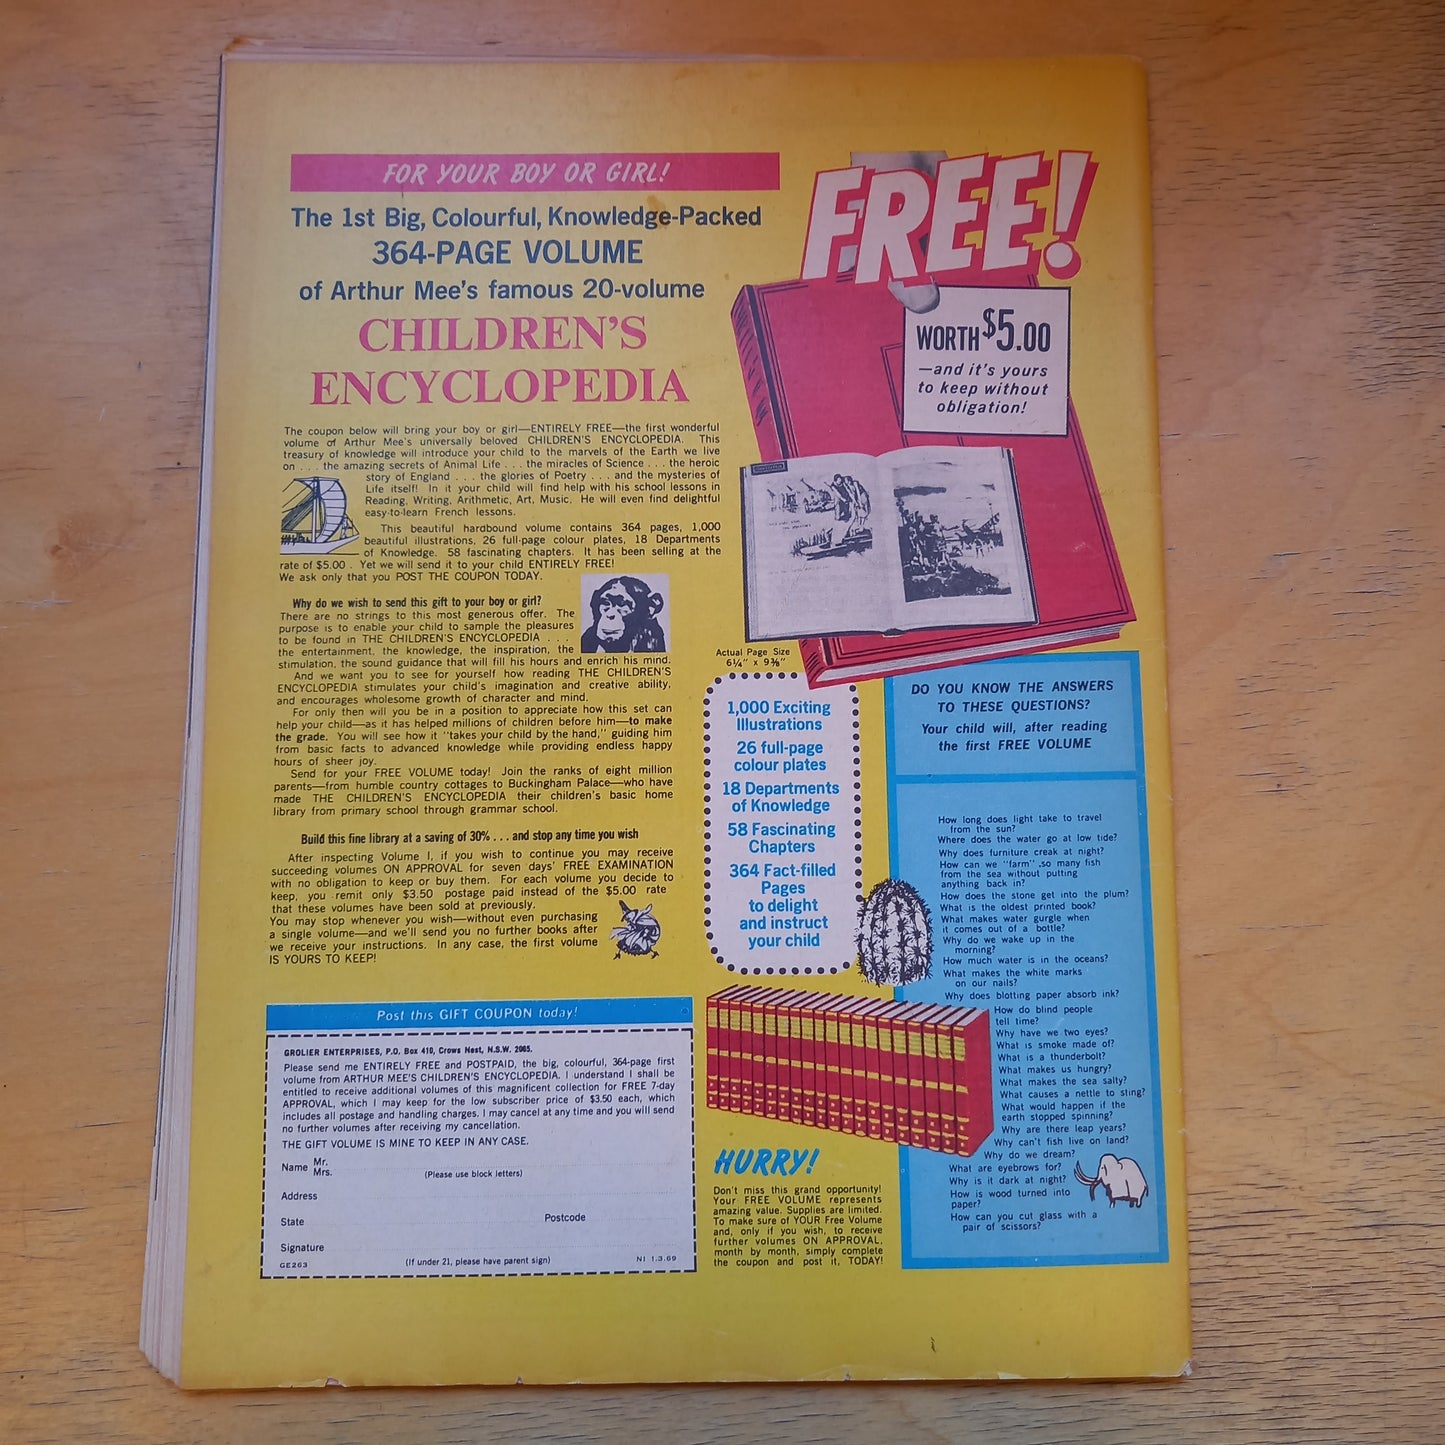 FOR YOUR BOY OR GIRL!
The 1st Big, Colourful, Knowledge-Packed
364-PAGE VOLUME
of Arthur Mee's famous 20-volume
CHILDREN'S
ENCYCLOPEDIA
The coupon below will bring your boy or girl—ENTIRELY FREE—the first wonderful
volume of Arthur Mee's universally beloved CHILDREN'S ENCYCLOPEDIA. This
treasury of knowledge will introduce your child to the marvels of the Earth we live
on . . . the amazing secrets of Animal Life . . . the miracles of Science . . . the heroic
story of England . . . the glories of Poetry . . . and the mysteries of
Life itself! In it your child will find help with his school lessons in
Reading, Writing, Arithmetic, Art, Music. He will even find delightful
easy-to-learn French lessons.
This beautiful hardbound volume contains 364 pages, 1,000
beautiful illustrations, 26 full-page colour plates, 18 Departments
of Knowledge. 58 fascinating chapters. It has been selling at the
rate of $5.00 . Yet we will send it to your child ENTIRELY FREE!
We ask only that you POST THE COUPON TODAY.
Why do we wish to send this gift to your boy or girl?
There are no strings to this most generous offer. The
purpose is to enable your child to sample the pleasures
to be found in THE CHILDREN'S ENCYCLOPEDIA . . .
the entertainment, the knowledge, the inspiration, the
stimulation, the sound guidance that will fill his hours and enrich his mind.
And we want you to see for yourself how reading THE CHILDREN'S
ENCYCLOPEDIA stimulates your child's imagination and creative ability,
and encourages wholesome growth of character and mind.
For only then will you be in a position to appreciate how this set can
help your child—as it has helped millions of children before him—to make
the grade. You will see how it "takes your child by the hand," guiding him
from basic facts to advanced knowledge while providing endless happy
hours of sheer joy.
Send for your FREE VOLUME today! Join the ranks of eight million
parents—from humble country cottages to Buckingham Palace—who have
made THE CHILDREN'S ENCYCLOPEDIA their children's basic home
library from primary school through grammar school.
Build this fine library at a saving of 30% . . . and stop any time you wish
After inspecting Volume I, if you wish to continue you may receive
succeeding volumes ON APPROVAL for seven days' FREE EXAMINATION
with no obligation to keep or buy them. For each volume you decide to
keep, you remit only $3.50 postage paid instead of the $5.00 rate
that these volumes have been sold at previously.
You may stop whenever you wish—without even purchasing
a single volume—and we'll send you no further books after
we receive your instructions. In any case, the first volume
IS YOURS TO KEEP!
Post this GIFT COUPON today!
GROLIER ENTERPRISES, P.O. Box 410, Crows Nest, N.S.W. 2065.
Please send me ENTIRELY FREE and POSTPAID, the big, colourful, 364-page first
volume from ARTHUR MEE'S CHILDREN'S ENCYCLOPEDIA. I understand I shall be
entitled to receive additional volumes of this magnificent collection for FREE 7-day
APPROVAL, which I may keep for the low subscriber price of $3.50 each, which
includes all postage and handling charges. I may cancel at any time and you will send
no further volumes after receiving my cancellation.
THE GIFT VOLUME IS MINE TO KEEP IN ANY CASE.
Name Mr.
Mrs.
(Please use block letters)
Address
State Postcode
Signature
GE263 (If under 21, please have parent sign) NI 1.3.69
FREE!
WORTH $5.00
—and it's yours
to keep without
obligation!
Actual Page Size
6¼" x 9⅜"
1,000 Exciting
Illustrations
26 full-page
colour plates
18 Departments
of Knowledge
58 Fascinating
Chapters
364 Fact-filled
Pages
to delight
and instruct
your child
HURRY!
Don't miss this grand opportunity!
Your FREE VOLUME represents
amazing value. Supplies are limited.
To make sure of YOUR Free Volume
and, only if you wish, to receive
further volumes ON APPROVAL,
month by month, simply complete
the coupon and post it, TODAY!
DO YOU KNOW THE ANSWERS
TO THESE QUESTIONS?
Your child will, after reading
the first FREE VOLUME
How long does light take to travel
from the sun?
Where does the water go at low tide?
Why does furniture creak at night?
How can we "farm" so many fish
from the sea without putting
anything back in?
How does the stone get into the plum?
What is the oldest printed book?
What makes water gurgle when
it comes out of a bottle?
Why do we wake up in the
morning?
How much water is in the oceans?
What makes the white marks
on our nails?
Why does blotting paper absorb ink?
How do blind people
tell time?
Why have we two eyes?
What is smoke made of?
What is a thunderbolt?
What makes us hungry?
What makes the sea salty?
What causes a nettle to sting?
What would happen if the
earth stopped spinning?
Why are there leap years?
Why can't fish live on land?
Why do we dream?
What are eyebrows for?
Why is it dark at night?
How is wood turned into
paper?
How can you cut glass with a
pair of scissors?